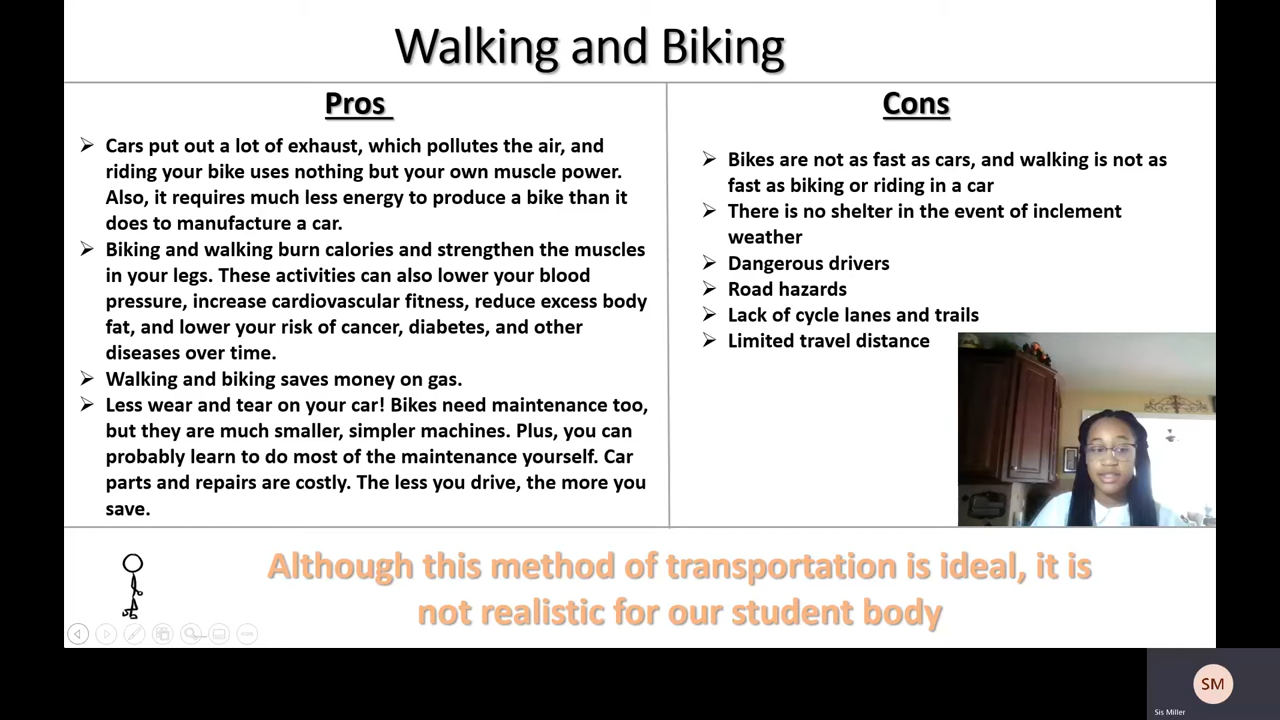 Walking and Biking
Pros
Cars put out a lot of exhaust, which pollutes the air, and
riding your bike uses nothing but your own muscle power.
Also, it requires much less energy to produce a bike than it
does to manufacture a car.
Biking and walking burn calories and strengthen the muscles
in your legs. These activities can also lower your blood
pressure, increase cardiovascular fitness, reduce excess body
fat, and lower your risk of cancer, diabetes, and other
diseases over time.
Walking and biking saves money on gas.
Less wear and tear on your car! Bikes need maintenance too,
but they are much smaller, simpler machines. Plus, you can
probably learn to do most of the maintenance yourself. Car
parts and repairs are costly. The less you drive, the more you
save.
Cons
Bikes are not as fast as cars, and walking is not as
fast as biking or riding in a car
There is no shelter in the event of inclement
weather
Dangerous drivers
Road hazards
Lack of cycle lanes and trails
Limited travel distance
Although this method of transportation is ideal, it is
not realistic for our student body
SM
Sis Miller